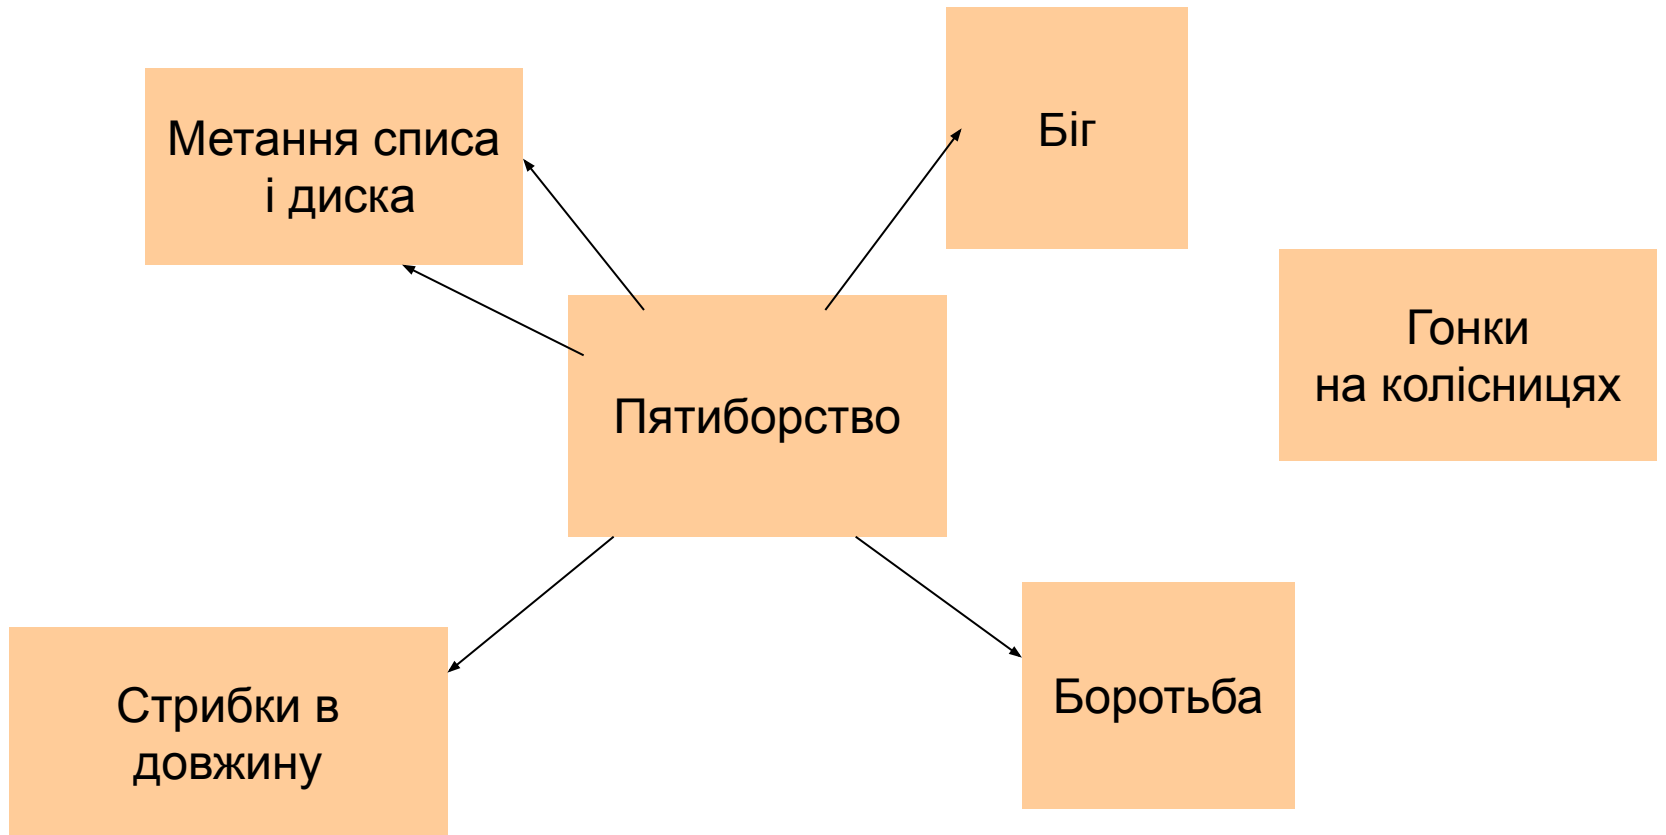 Метання списа
і диска
Біг
Гонки
на колісницях
Пятиборство
Стрибки в
довжину
Боротьба